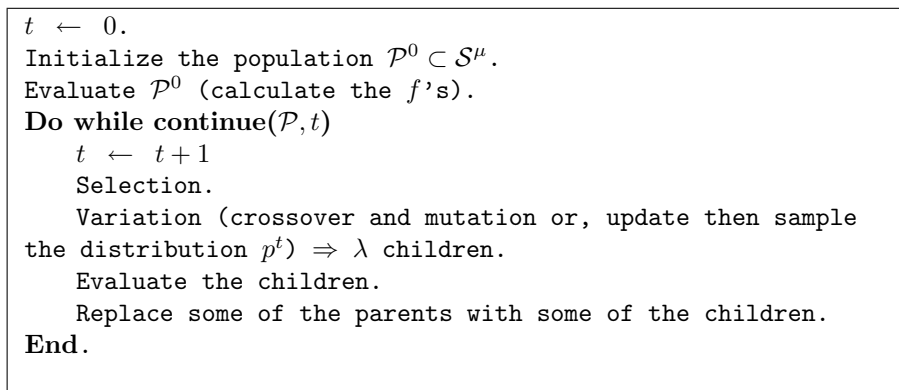 t ← 0.
Initialize the population 𝒫⁰ ⊂ 𝒮^μ.
Evaluate 𝒫⁰ (calculate the f's).
Do while continue(𝒫, t)
t ← t + 1
Selection.
Variation (crossover and mutation or, update then sample
the distribution pᵗ) ⇒ λ children.
Evaluate the children.
Replace some of the parents with some of the children.
End.